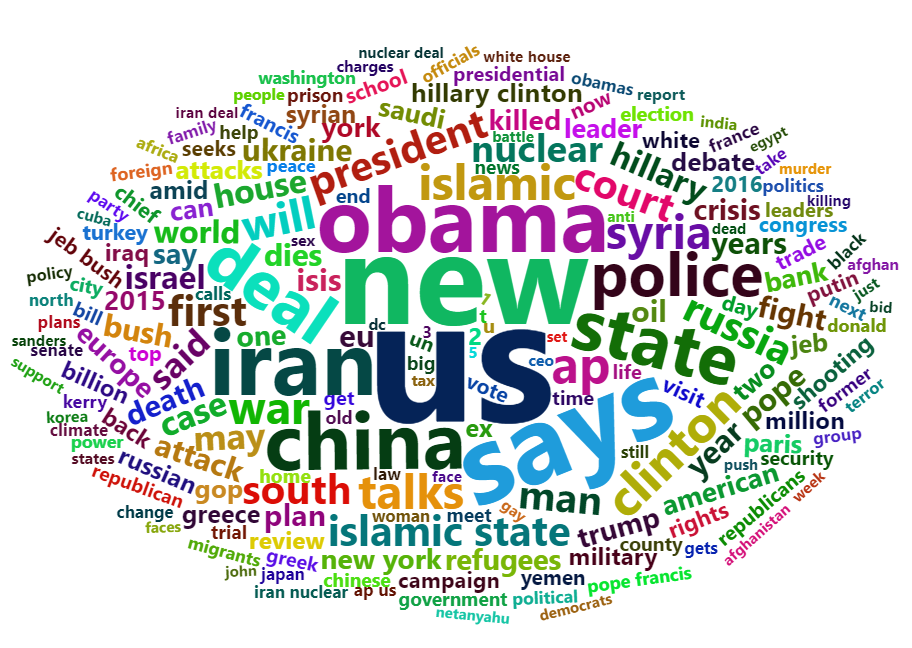 nuclear deal
white house
charges
officials
washington
presidential
obamas
report
people
prison
school
hillary clinton
now
election
india
iran deal
francis
syrian
saudi
killed
leader
white
france
egypt
family
help
york
battle
africa
seeks
ukraine
president
nuclear
news
hillary
debate
take
murder
foreign
attacks
peace
islamic
court
2016
politics
killing
party
chief
amid
house
end
crisis
leaders
cuba
can
will
obama
anti
syria
dead
congress
turkey
world
sex
years
trade
black
jeb bush
iraq
say
dies
afghan
policy
city
israel
calls
deal
isis
new
police
bank
putin
just
north
2015
first
oil
day
next
bid
bill
bush
one
eu
dc
un
3
t
u
1
2
5
state
russia
fight
donald
plans
sanders
senate
europe
top
said
iran
us
big
tax
ceo
set
ap
life
jeb
support
billion
death
get
old
vote
time
visit
two
shooting
kerry
korea
case
war
china
says
clinton
pope
former
terror
climate
back
may
ex
year
million
power
attack
still
paris
group
states
russian
home
law
face
push
security
republican
gop
south
talks
man
american
week
change
greece
plan
woman
meet
gay
trump
rights
republicans
afghanistan
faces
trial
review
islamic state
county
gets
migrants
greek
new york
refugees
military
john
japan
chinese
campaign
yemen
pope francis
iran nuclear
ap us
government
political
democrats
netanyahu